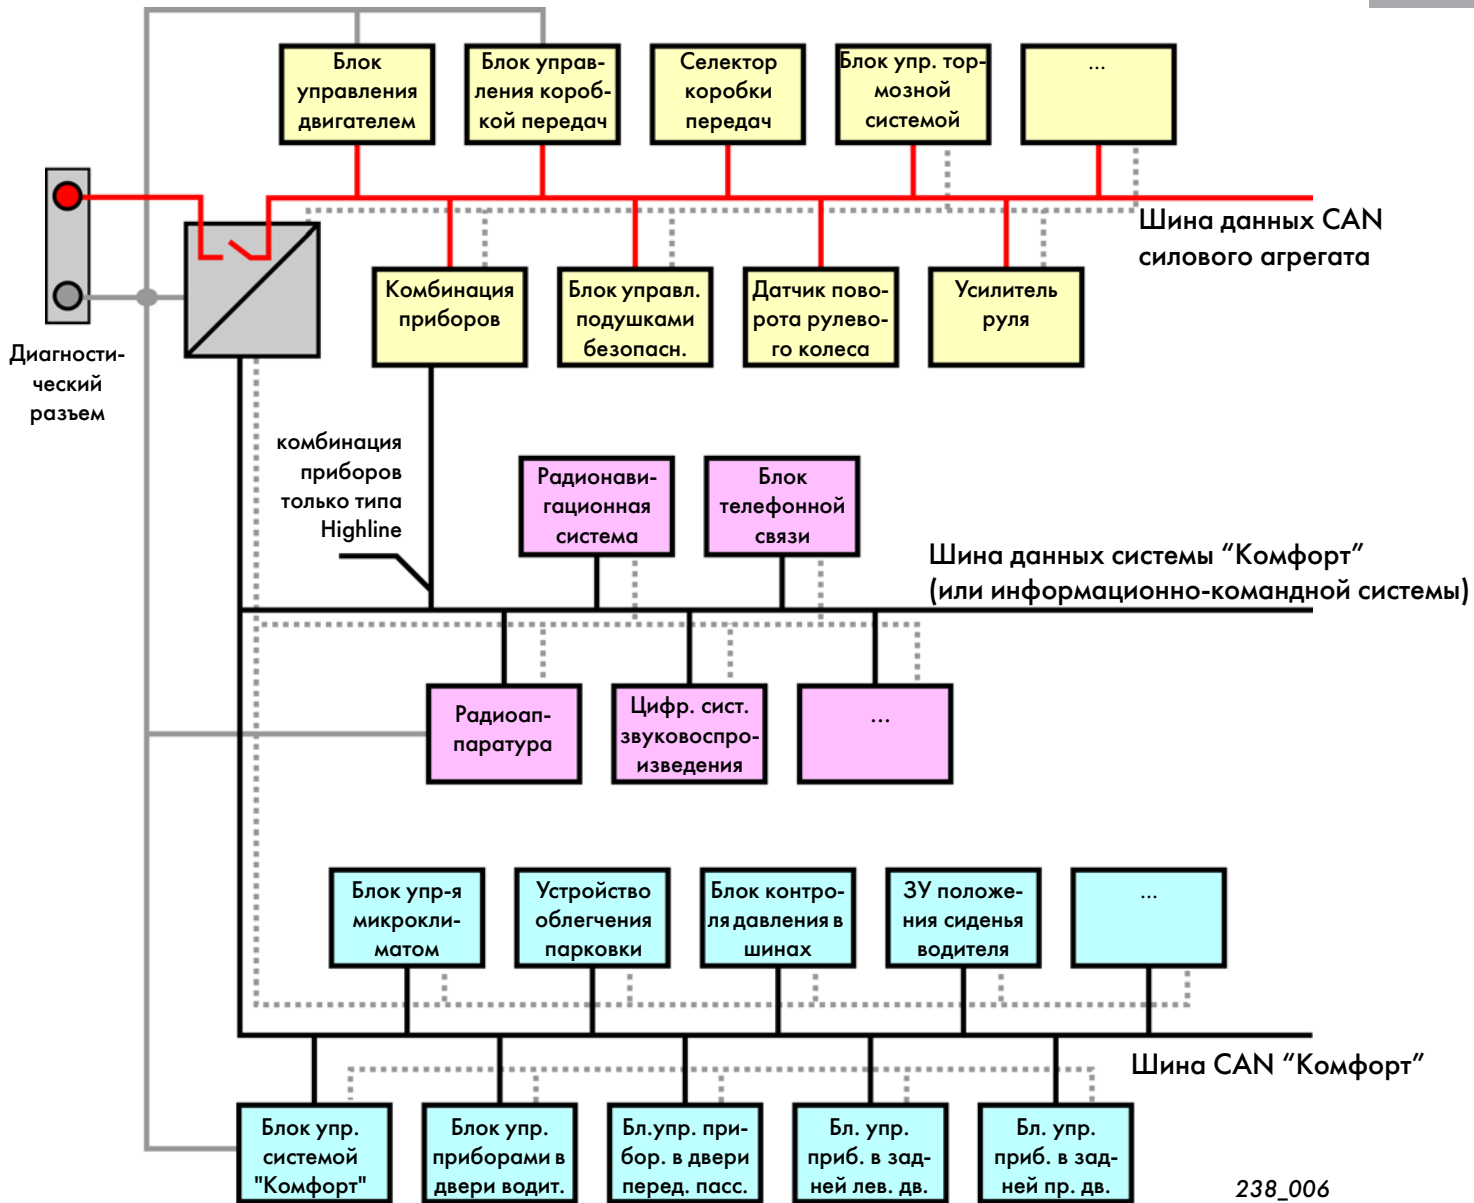 Блок
управления
двигателем
Блок управ-
ления короб-
кой передач
Селектор
коробки
передач
Блок упр. тор-
мозной
системой
...
Шина данных CAN
силового агрегата
Комбинация
приборов
Блок управл.
подушками
безопасн.
Датчик пово-
рота рулево-
го колеса
Усилитель
руля
Диагности-
ческий
разъем
комбинация
приборов
только типа
Highline
Радионави-
гационная
система
Блок
телефонной
связи
Шина данных системы “Комфорт”
(или информационно-командной системы)
Радиоап-
паратура
Цифр. сист.
звуковоспро-
изведения
...
Блок упр-я
микрокли-
матом
Устройство
облегчения
парковки
Блок контро-
ля давления в
шинах
ЗУ положе-
ния сиденья
водителя
...
Шина CAN “Комфорт”
Блок упр.
системой
"Комфорт"
Блок упр.
приборами в
двери водит.
Бл.упр. при-
бор. в двери
перед. пасс.
Бл. упр.
приб. в зад-
ней лев. дв.
Бл. упр.
приб. в зад-
ней пр. дв.
238_006